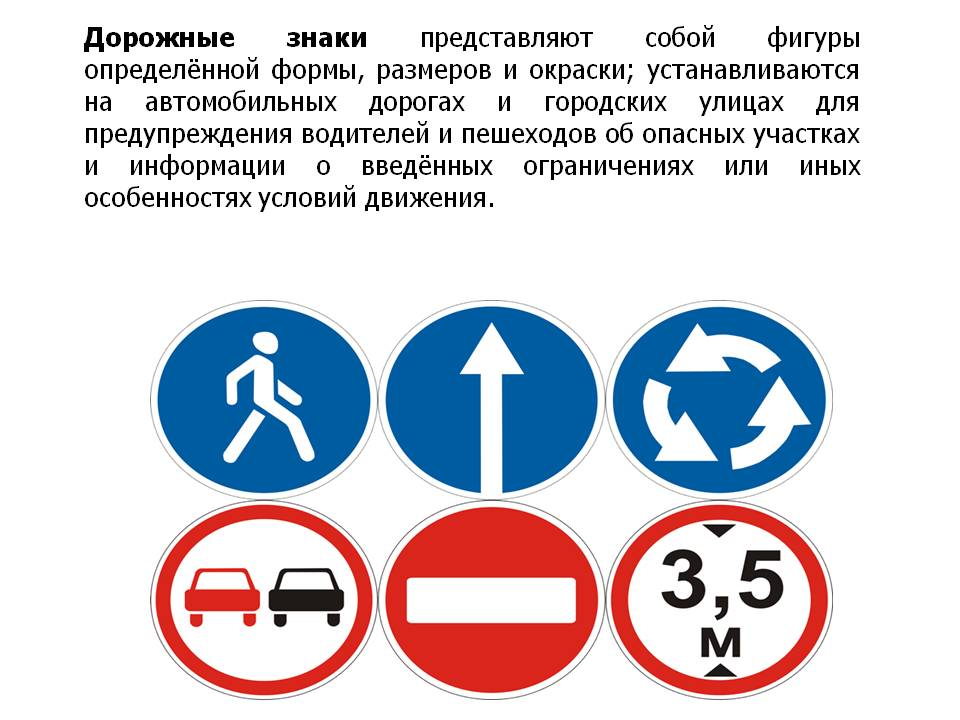 Дорожные знаки представляют собой фигуры
определённой формы, размеров и окраски; устанавливаются
на автомобильных дорогах и городских улицах для
предупреждения водителей и пешеходов об опасных участках
и информации о введённых ограничениях или иных
особенностях условий движения.
3,5
м